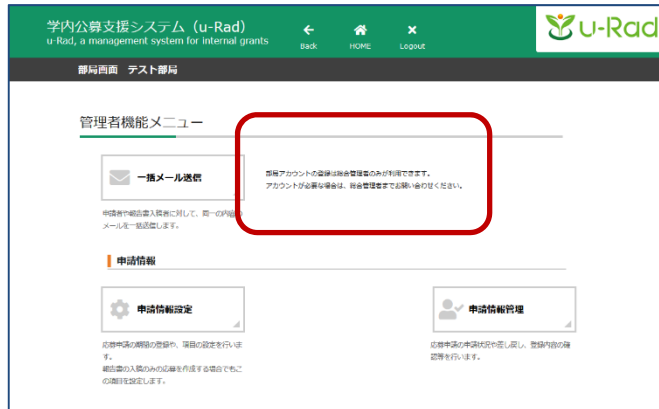 学内公募支援システム（u-Rad）
u-Rad, a management system for internal grants
Back
HOME
Logout
u-Rad
部局画面 テスト部局
管理者機能メニュー
一括メール送信
部局アカウントの登録は総合管理者のみが利用できます。
アカウントが必要な場合は、総合管理者までお問い合わせください。
申請者や報告書入稿者に対して、同一の内容の
メールを一括送信します。
申請情報
申請情報設定
申請情報管理
応募申請の期間の登録や、項目の設定を行いま
す。
報告書の入稿のみの応募を作成する場合でもこ
の項目を設定します。
応募申請の申請状況や差し戻し、登録内容の確
認等を行います。